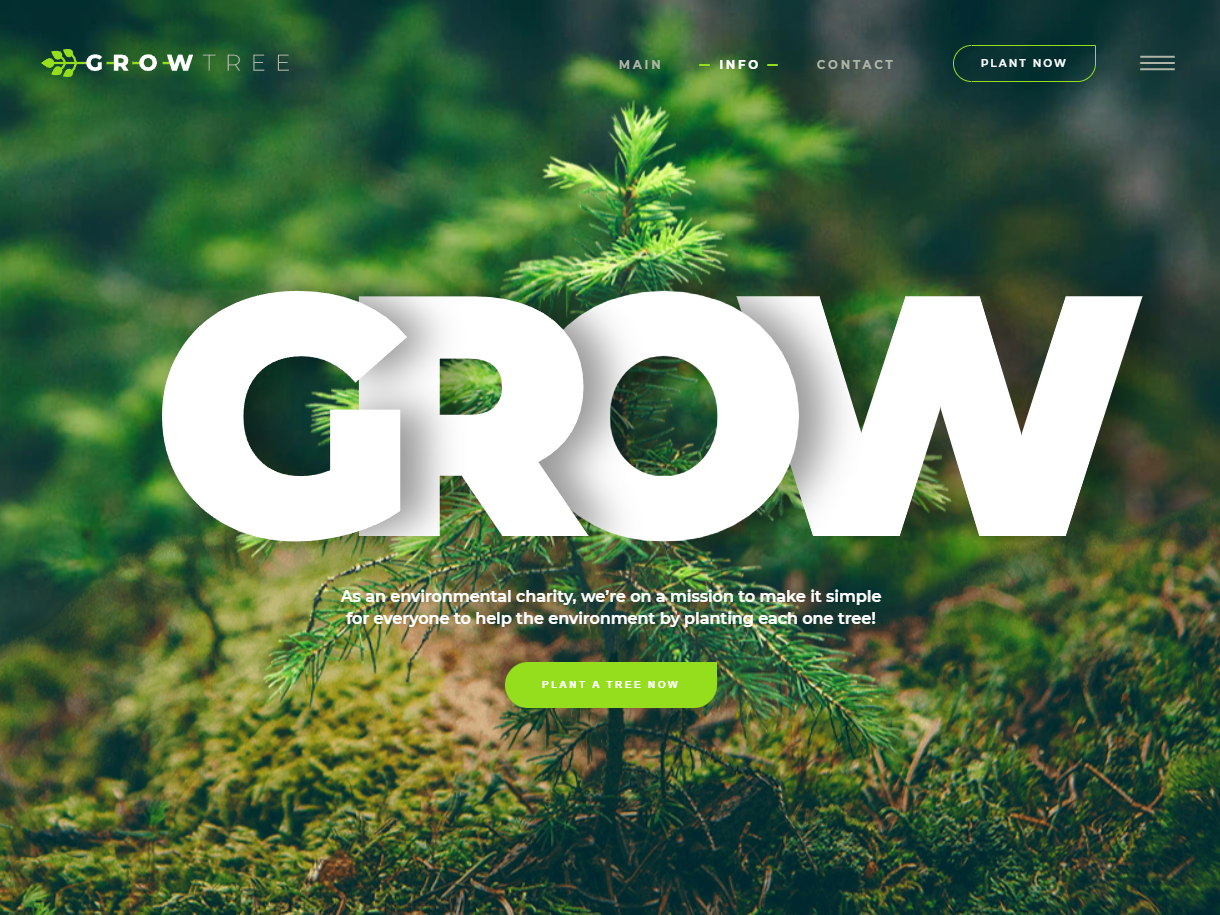 GROWTREE
MAIN
INFO
CONTACT
PLANT NOW
GROW
As an environmental charity, we're on a mission to make it simple
for everyone to help the environment by planting each one tree!
PLANT A TREE NOW